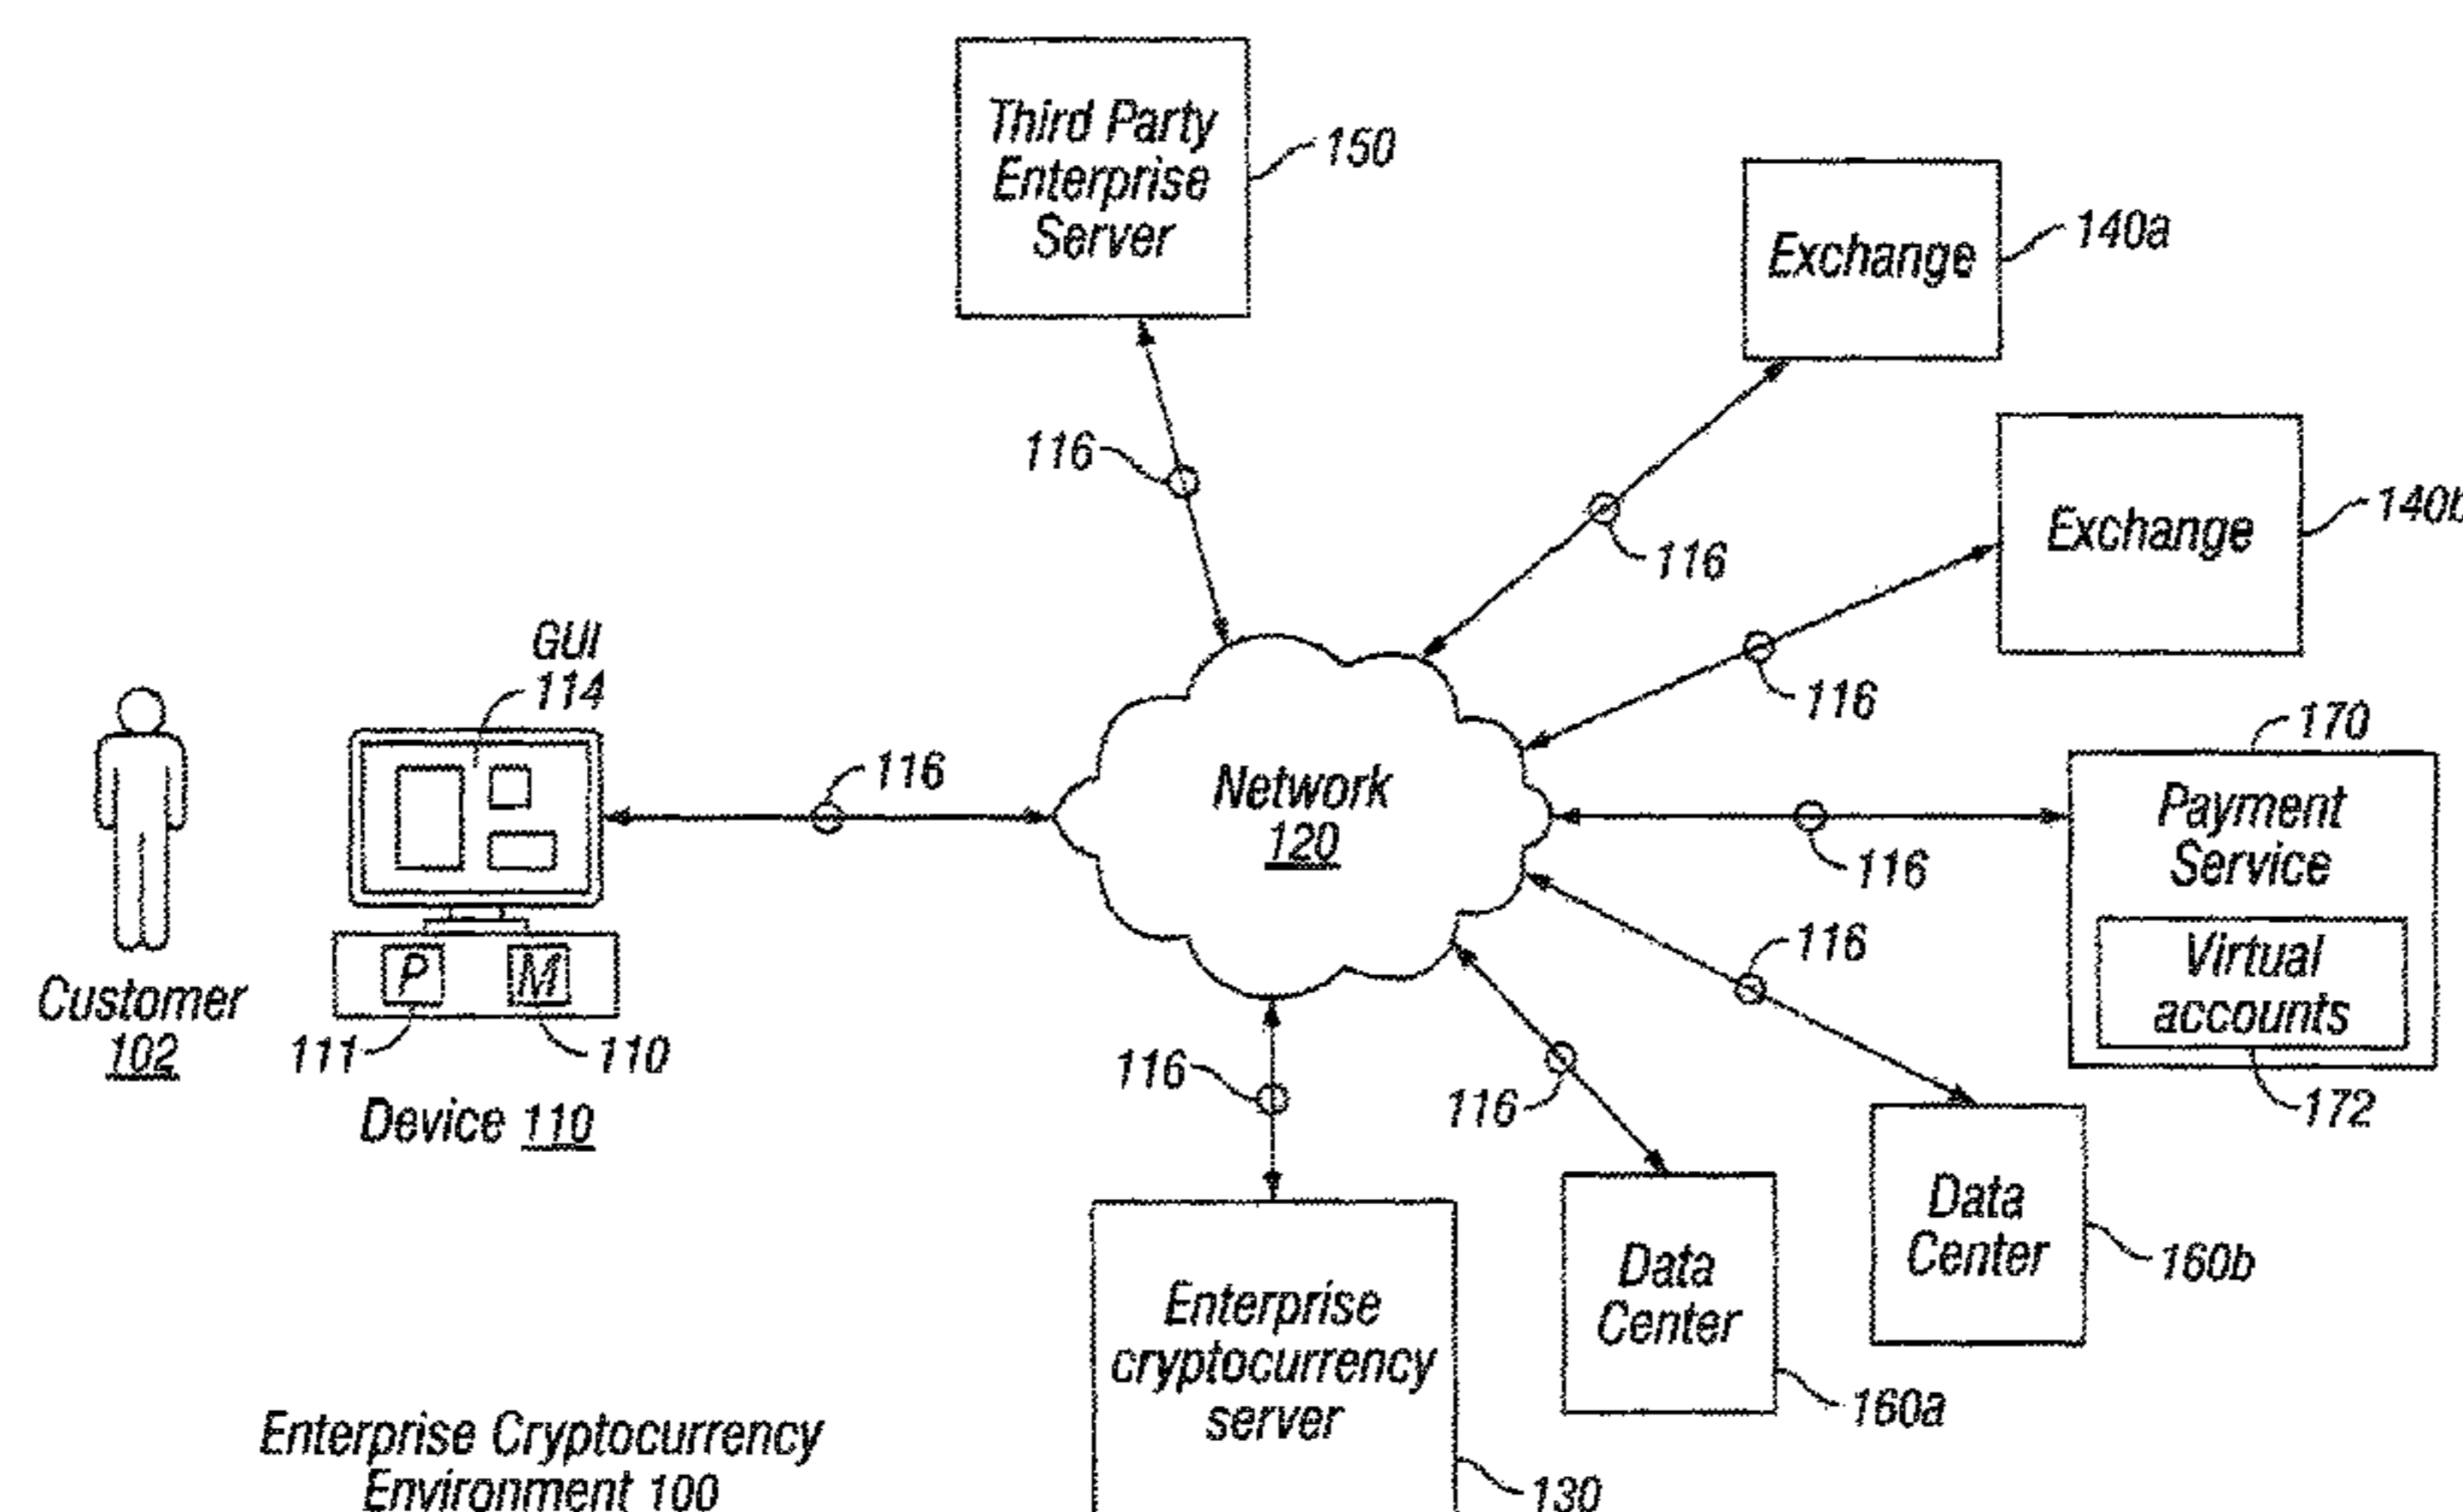 Third Party
Enterprise
Server
150
Exchange
140a
116
116
Exchange
140b
116
GUI
114
116
Network
120
170
Payment
Service
116
Virtual
accounts
172
116
P
M
Customer
102
111
110
Device 110
116
116
Data
Center
160b
Data
Center
160a
Enterprise
cryptocurrency
server
130
Enterprise Cryptocurrency
Environment 100